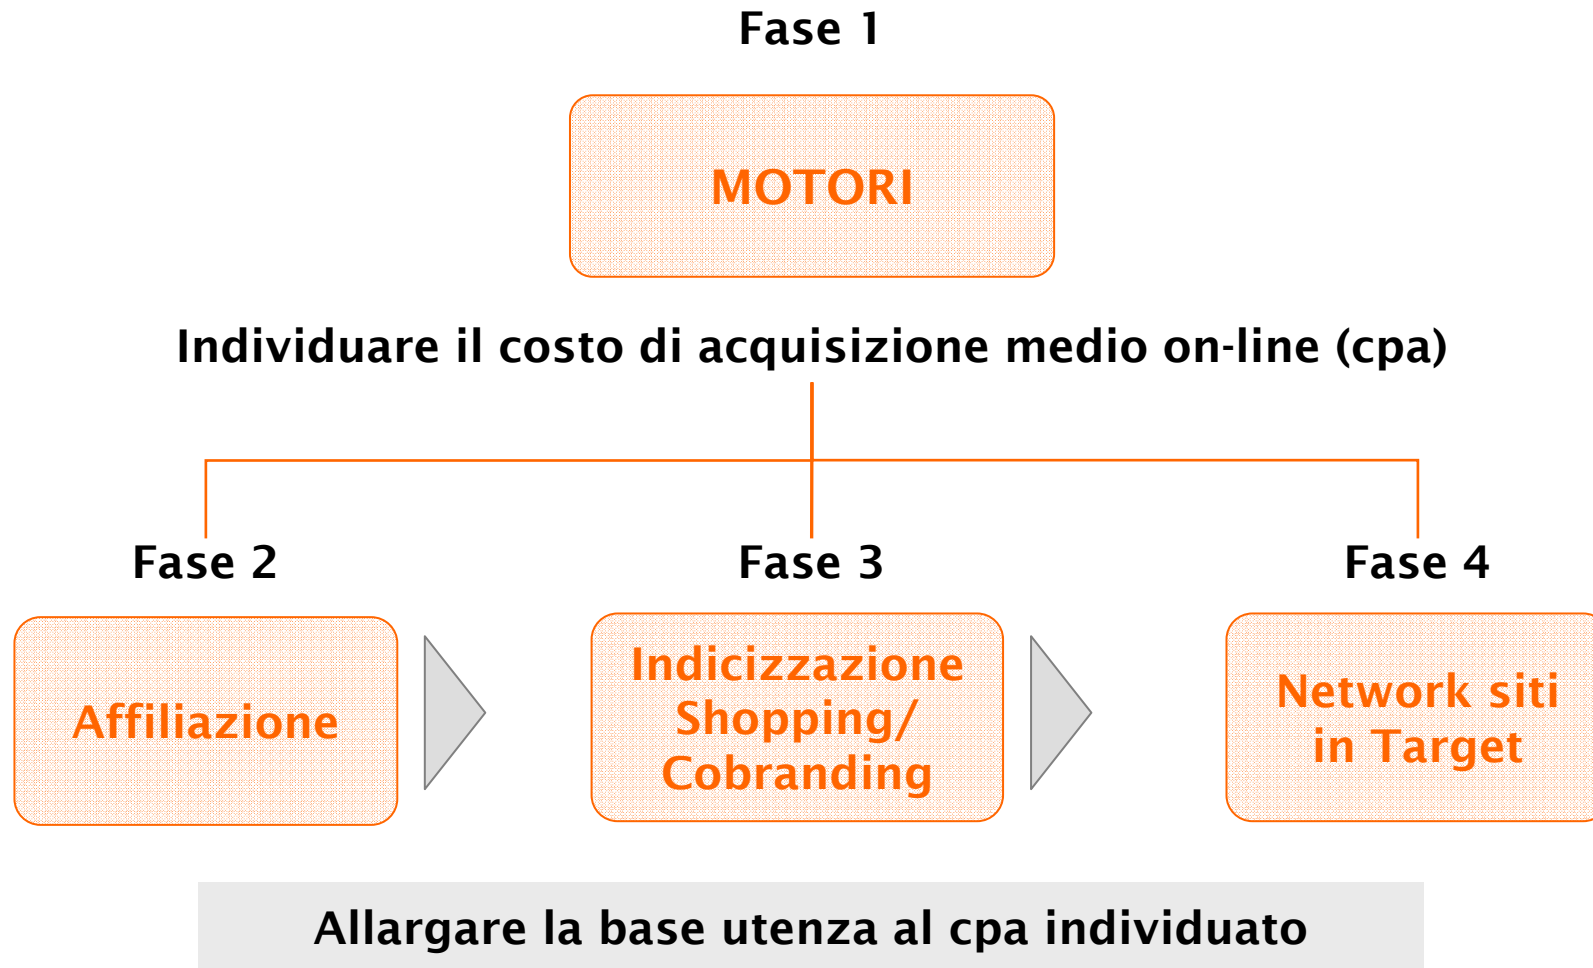 Fase 1
MOTORI
Individuare il costo di acquisizione medio on-line (cpa)
Fase 2
Fase 3
Fase 4
Affiliazione
Indicizzazione
Shopping/
Cobranding
Network siti
in Target
Allargare la base utenza al cpa individuato